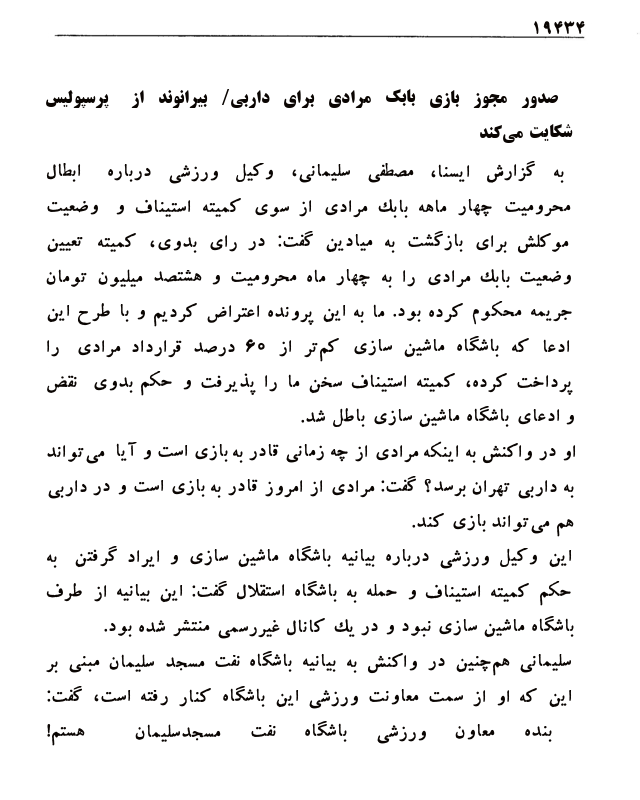 ۱۹۴۳۴
صدور مجوز بازی بابک مرادی برای داربی/ بیرانوند از پرسپولیس
شکایت می‌کند
به گزارش ایسنا، مصطفی سلیمانی، وکیل ورزشی درباره ابطال
محرومیت چهار ماهه بابك مرادی از سوی کمیته استیناف و وضعیت
موکلش برای بازگشت به میادین گفت: در رای بدوی، کمیته تعیین
وضعیت بابك مرادی را به چهار ماه محرومیت و هشتصد میلیون تومان
جریمه محکوم کرده بود. ما به این پرونده اعتراض کردیم و با طرح این
ادعا که باشگاه ماشین سازی کم‌تر از ۶۰ درصد قرارداد مرادی را
پرداخت کرده، کمیته استیناف سخن ما را پذیرفت و حکم بدوی نقض
و ادعای باشگاه ماشین سازی باطل شد.
او در واکنش به اینکه مرادی از چه زمانی قادر به بازی است و آیا می‌تواند
به داربی تهران برسد؟ گفت: مرادی از امروز قادر به بازی است و در داربی
هم می‌تواند بازی کند.
این وکیل ورزشی درباره بیانیه باشگاه ماشین سازی و ایراد گرفتن به
حکم کمیته استیناف و حمله به باشگاه استقلال گفت: این بیانیه از طرف
باشگاه ماشین سازی نبود و در یك کانال غیررسمی منتشر شده بود.
سلیمانی هم‌چنین در واکنش به بیانیه باشگاه نفت مسجد سلیمان مبنی بر
این که او از سمت معاونت ورزشی این باشگاه کنار رفته است، گفت:
بنده معاون ورزشی باشگاه نفت مسجدسلیمان هستم!